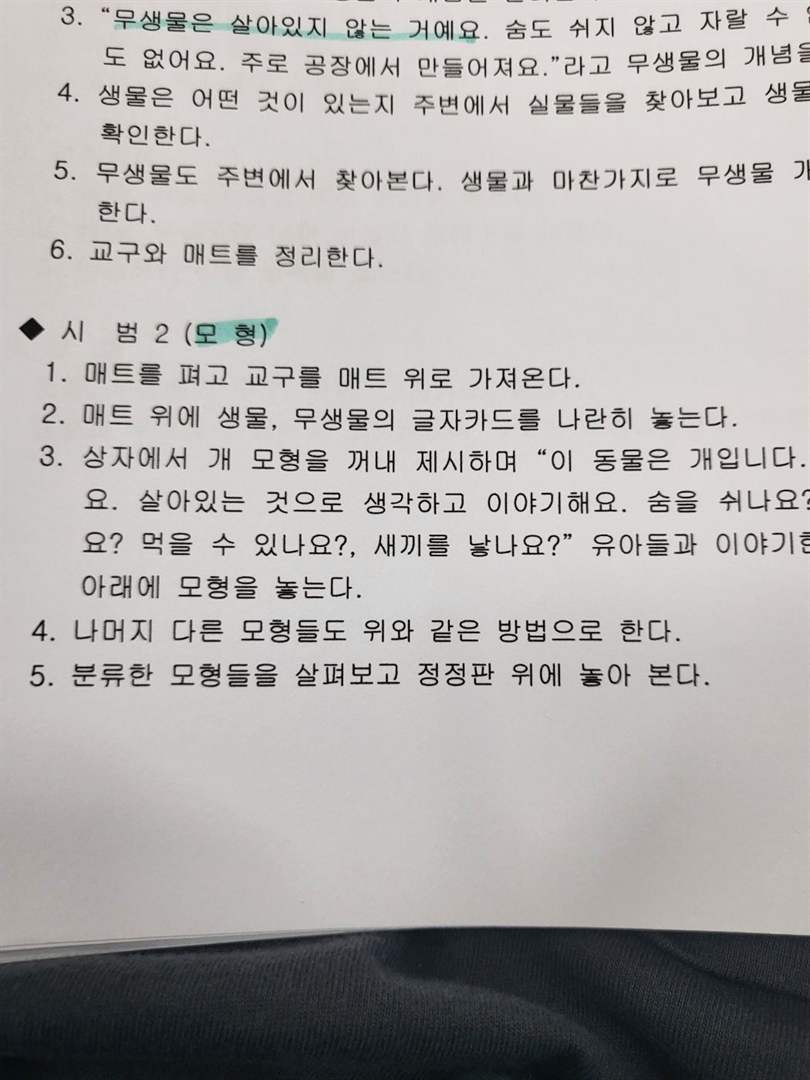 3. “무생물은 살아있지 않는 거예요. 숨도 쉬지 않고 자랄 수
도 없어요. 주로 공장에서 만들어져요.”라고 무생물의 개념을
4. 생물은 어떤 것이 있는지 주변에서 실물들을 찾아보고 생물
확인한다.
5. 무생물도 주변에서 찾아본다. 생물과 마찬가지로 무생물
한다.
6. 교구와 매트를 정리한다.
◆ 시 범 2 (모 형)
1. 매트를 펴고 교구를 매트 위로 가져온다.
2. 매트 위에 생물, 무생물의 글자카드를 나란히 놓는다.
3. 상자에서 개 모형을 꺼내 제시하며 “이 동물은 개입니다.
요. 살아있는 것으로 생각하고 이야기해요. 숨을 쉬나요?
요? 먹을 수 있나요?, 새끼를 낳나요?” 유아들과 이야기
아래에 모형을 놓는다.
4. 나머지 다른 모형들도 위와 같은 방법으로 한다.
5. 분류한 모형들을 살펴보고 정정판 위에 놓아 본다.